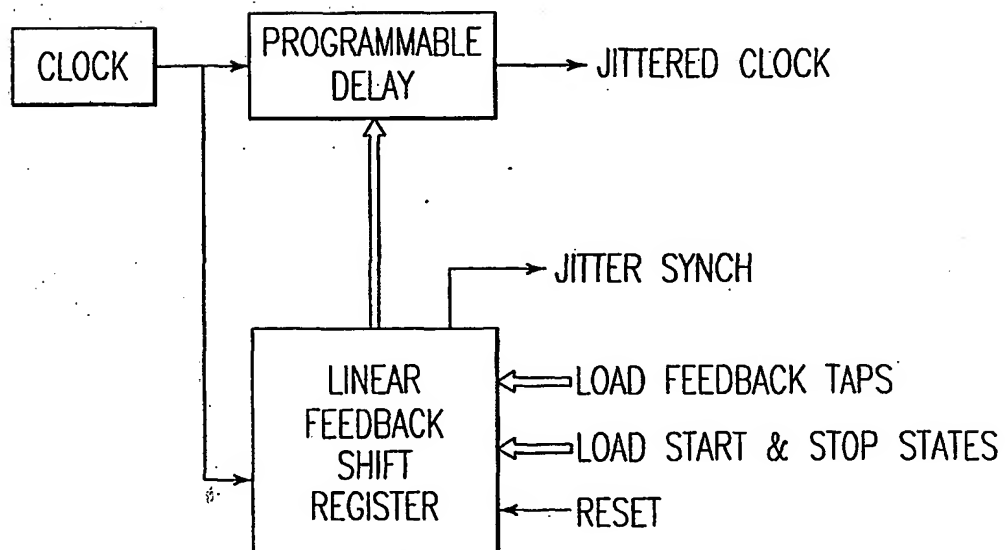 CLOCK
PROGRAMMABLE
DELAY
JITTERED CLOCK
JITTER SYNCH
LINEAR
FEEDBACK
SHIFT
REGISTER
LOAD FEEDBACK TAPS
LOAD START & STOP STATES
RESET